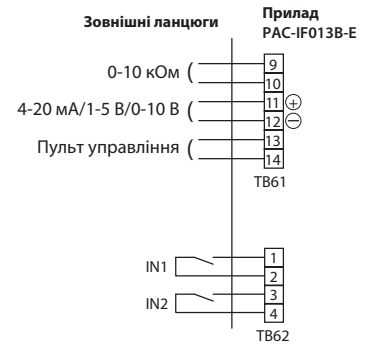 Зовнішні ланцюги
Прилад
PAC-IF013B-E
0-10 кОм
9
10
4-20 мА/1-5 В/0-10 В
11 +
12 −
Пульт управління
13
14
TB61
IN1
1
2
IN2
3
4
TB62